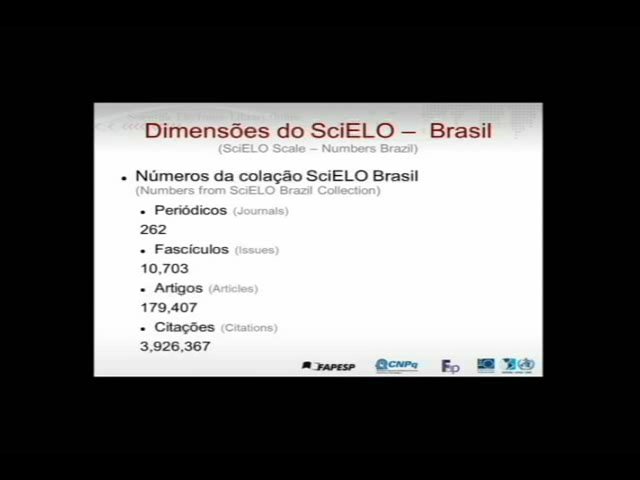 Dimensões do SciELO – Brasil
(SciELO Scale – Numbers Brazil)
• Números da colação SciELO Brasil
(Numbers from SciELO Brazil Collection)
• Periódicos (Journals)
262
• Fascículos (Issues)
10,703
• Artigos (Articles)
179,407
• Citações (Citations)
3,926,367
FAPESP CNPq